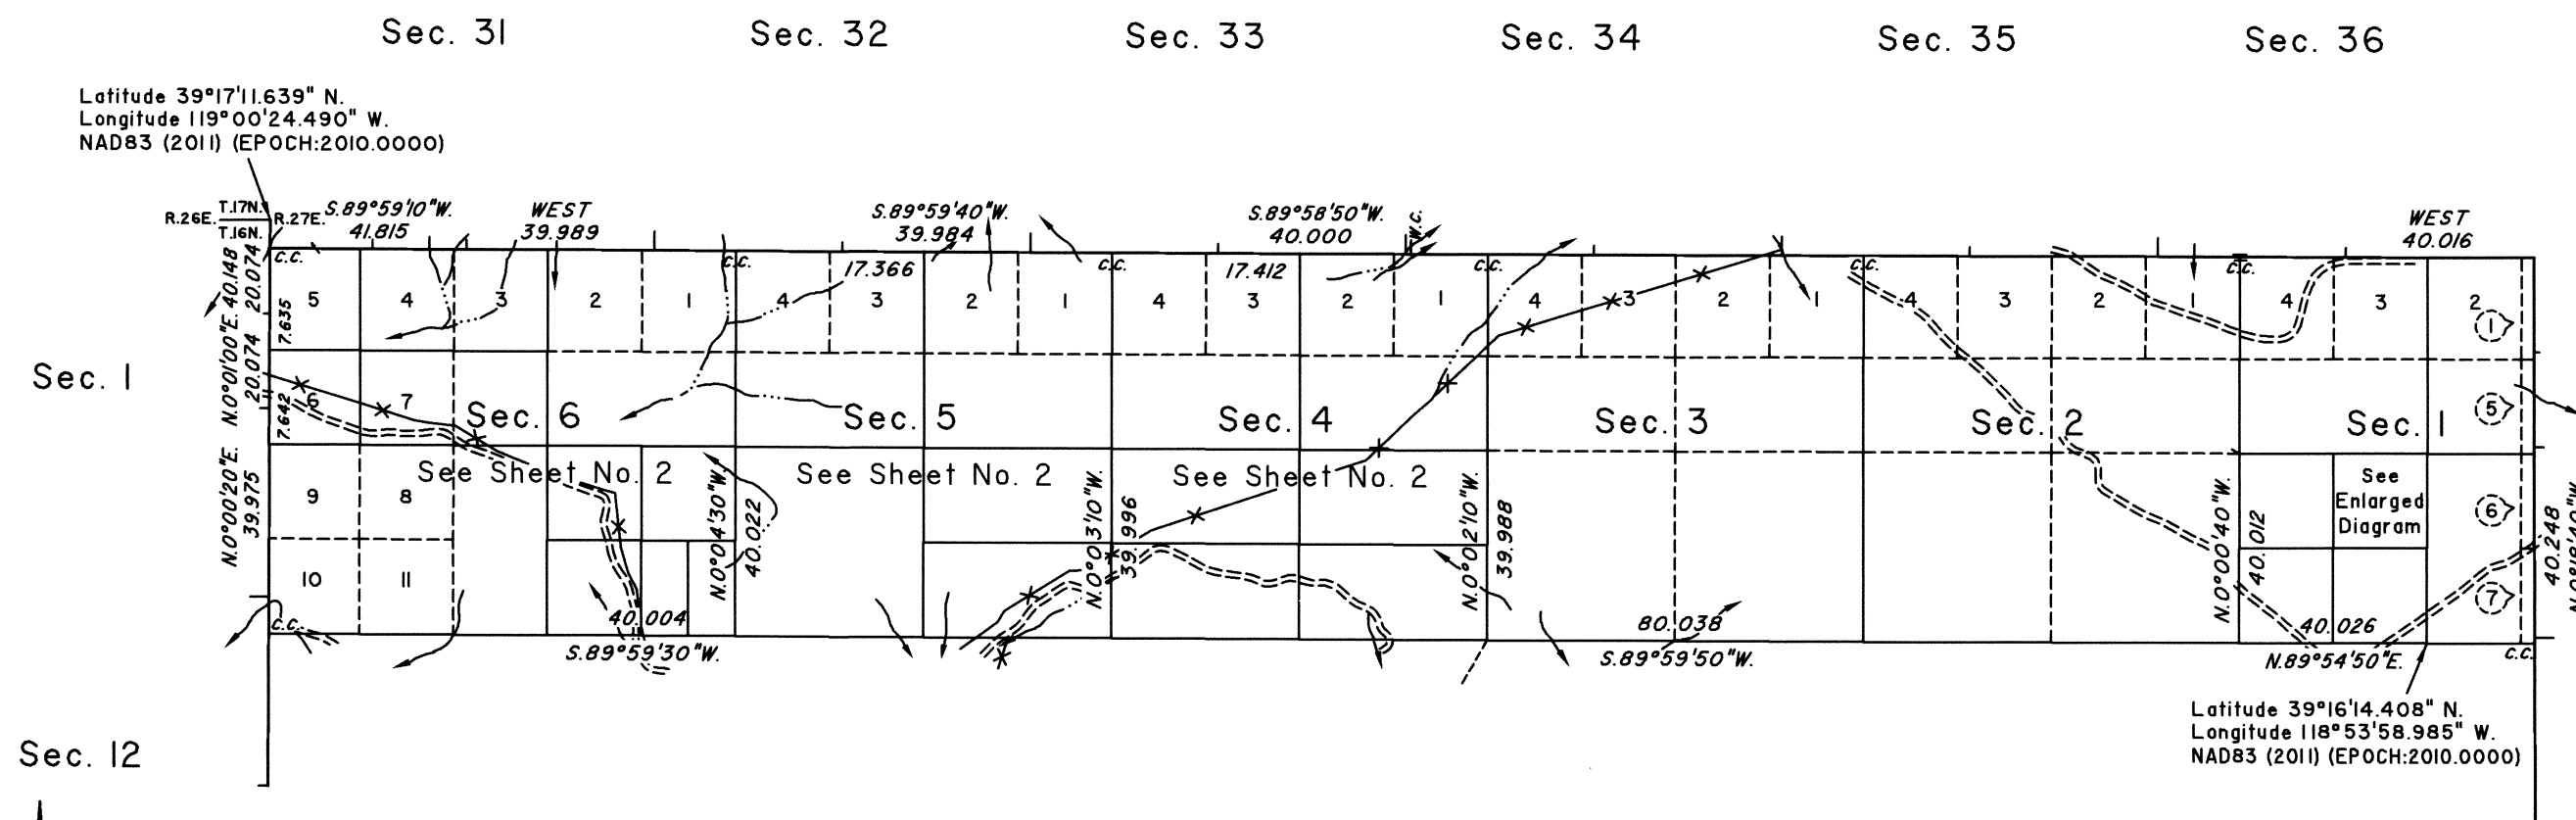 Sec. 31 Sec. 32 Sec. 33 Sec. 34 Sec. 35 Sec. 36
Latitude 39°17'11.639" N.
Longitude 119°00'24.490" W.
NAD83 (2011) (EPOCH:2010.0000)
T.17N.
R.26E. R.27E.
T.16N.
S.89°59'10"W.
41.815
WEST
39.989
S.89°59'40"W.
39.984
S.89°58'50"W.
40.000
W.C.
WEST
40.016
N.0°01'00"E. 40.148
20.074 20.074
7.635
7.642
c.c. c.c. c.c. c.c. c.c. c.c.
17.366 17.412
5 4 3 2 1 4 3 2 1 4 3 2 1 4 3 2 1 4 3 2 1 4 3 2
1
Sec. 1
6 7 Sec. 6 Sec. 5 Sec. 4 Sec. 3 Sec. 2 Sec. 1
5
N.0°00'20"E.
39.975
See Sheet No. 2 See Sheet No. 2 See Sheet No. 2
9 8
N.0°04'30"W.
40.022
N.0°03'10"W.
39.996
N.0°02'10"W.
39.988
N.0°00'40"W.
40.012
See
Enlarged
Diagram
6
40.248
10 11
7
c.c.
40.004
S.89°59'30"W.
80.038
S.89°59'50"W.
40.026
N.89°54'50"E.
c.c.
Latitude 39°16'14.408" N.
Longitude 118°53'58.985" W.
NAD83 (2011) (EPOCH:2010.0000)
Sec. 12